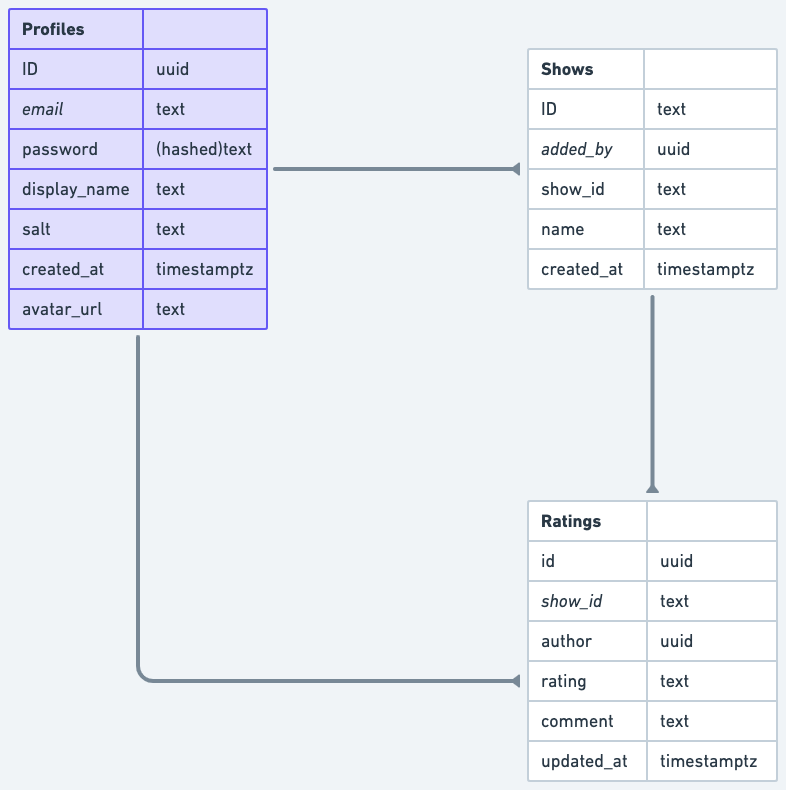 Profiles
ID uuid
email text
password (hashed)text
display_name text
salt text
created_at timestamptz
avatar_url text
Shows
ID text
added_by uuid
show_id text
name text
created_at timestamptz
Ratings
id uuid
show_id text
author uuid
rating text
comment text
updated_at timestamptz